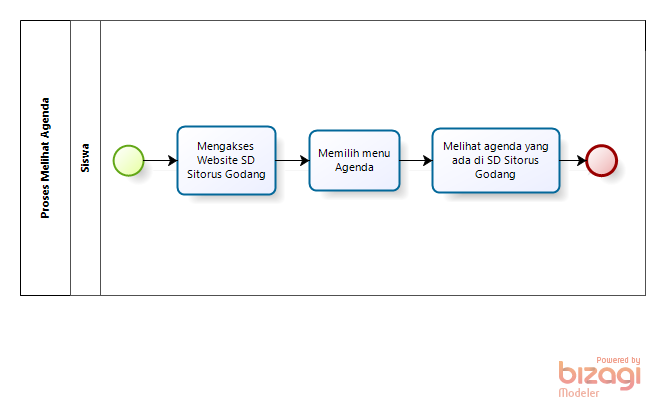 Proses Melihat Agenda
Siswa
Mengakses
Website SD
Sitorus Godang
Memilih menu
Agenda
Melihat agenda yang
ada di SD Sitorus
Godang
Powered by
bizagi
Modeler